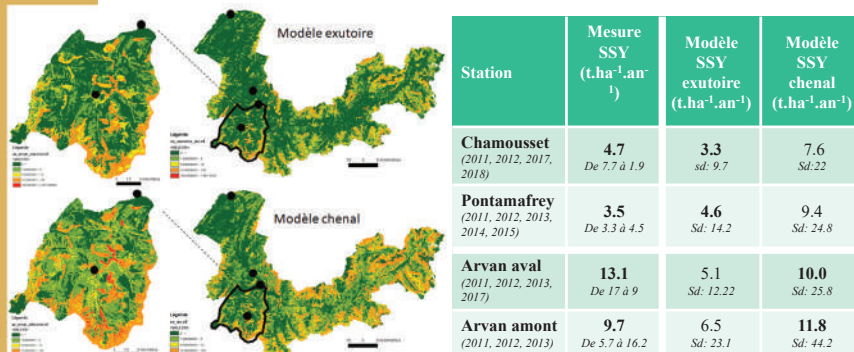 Modèle exutoire
Légende
Légende
Modèle chenal
Légende
Légende
Station
Mesure
SSY
(t.ha-1.an-
1)
Modèle
SSY
exutoire
(t.ha-1.an-1)
Modèle
SSY
chenal
(t.ha-1.an-1)
Chamousset
(2011, 2012, 2017,
2018)
4.7
De 7.7 à 1.9
3.3
sd: 9.7
7.6
Sd:22
Pontamafrey
(2011, 2012, 2013,
2014, 2015)
3.5
De 3.3 à 4.5
4.6
Sd: 14.2
9.4
Sd: 24.8
Arvan aval
(2011, 2012, 2013,
2017)
13.1
De 17 à 9
5.1
Sd: 12.22
10.0
Sd: 25.8
Arvan amont
(2011, 2012, 2013)
9.7
De 5.7 à 16.2
6.5
Sd: 23.1
11.8
Sd: 44.2